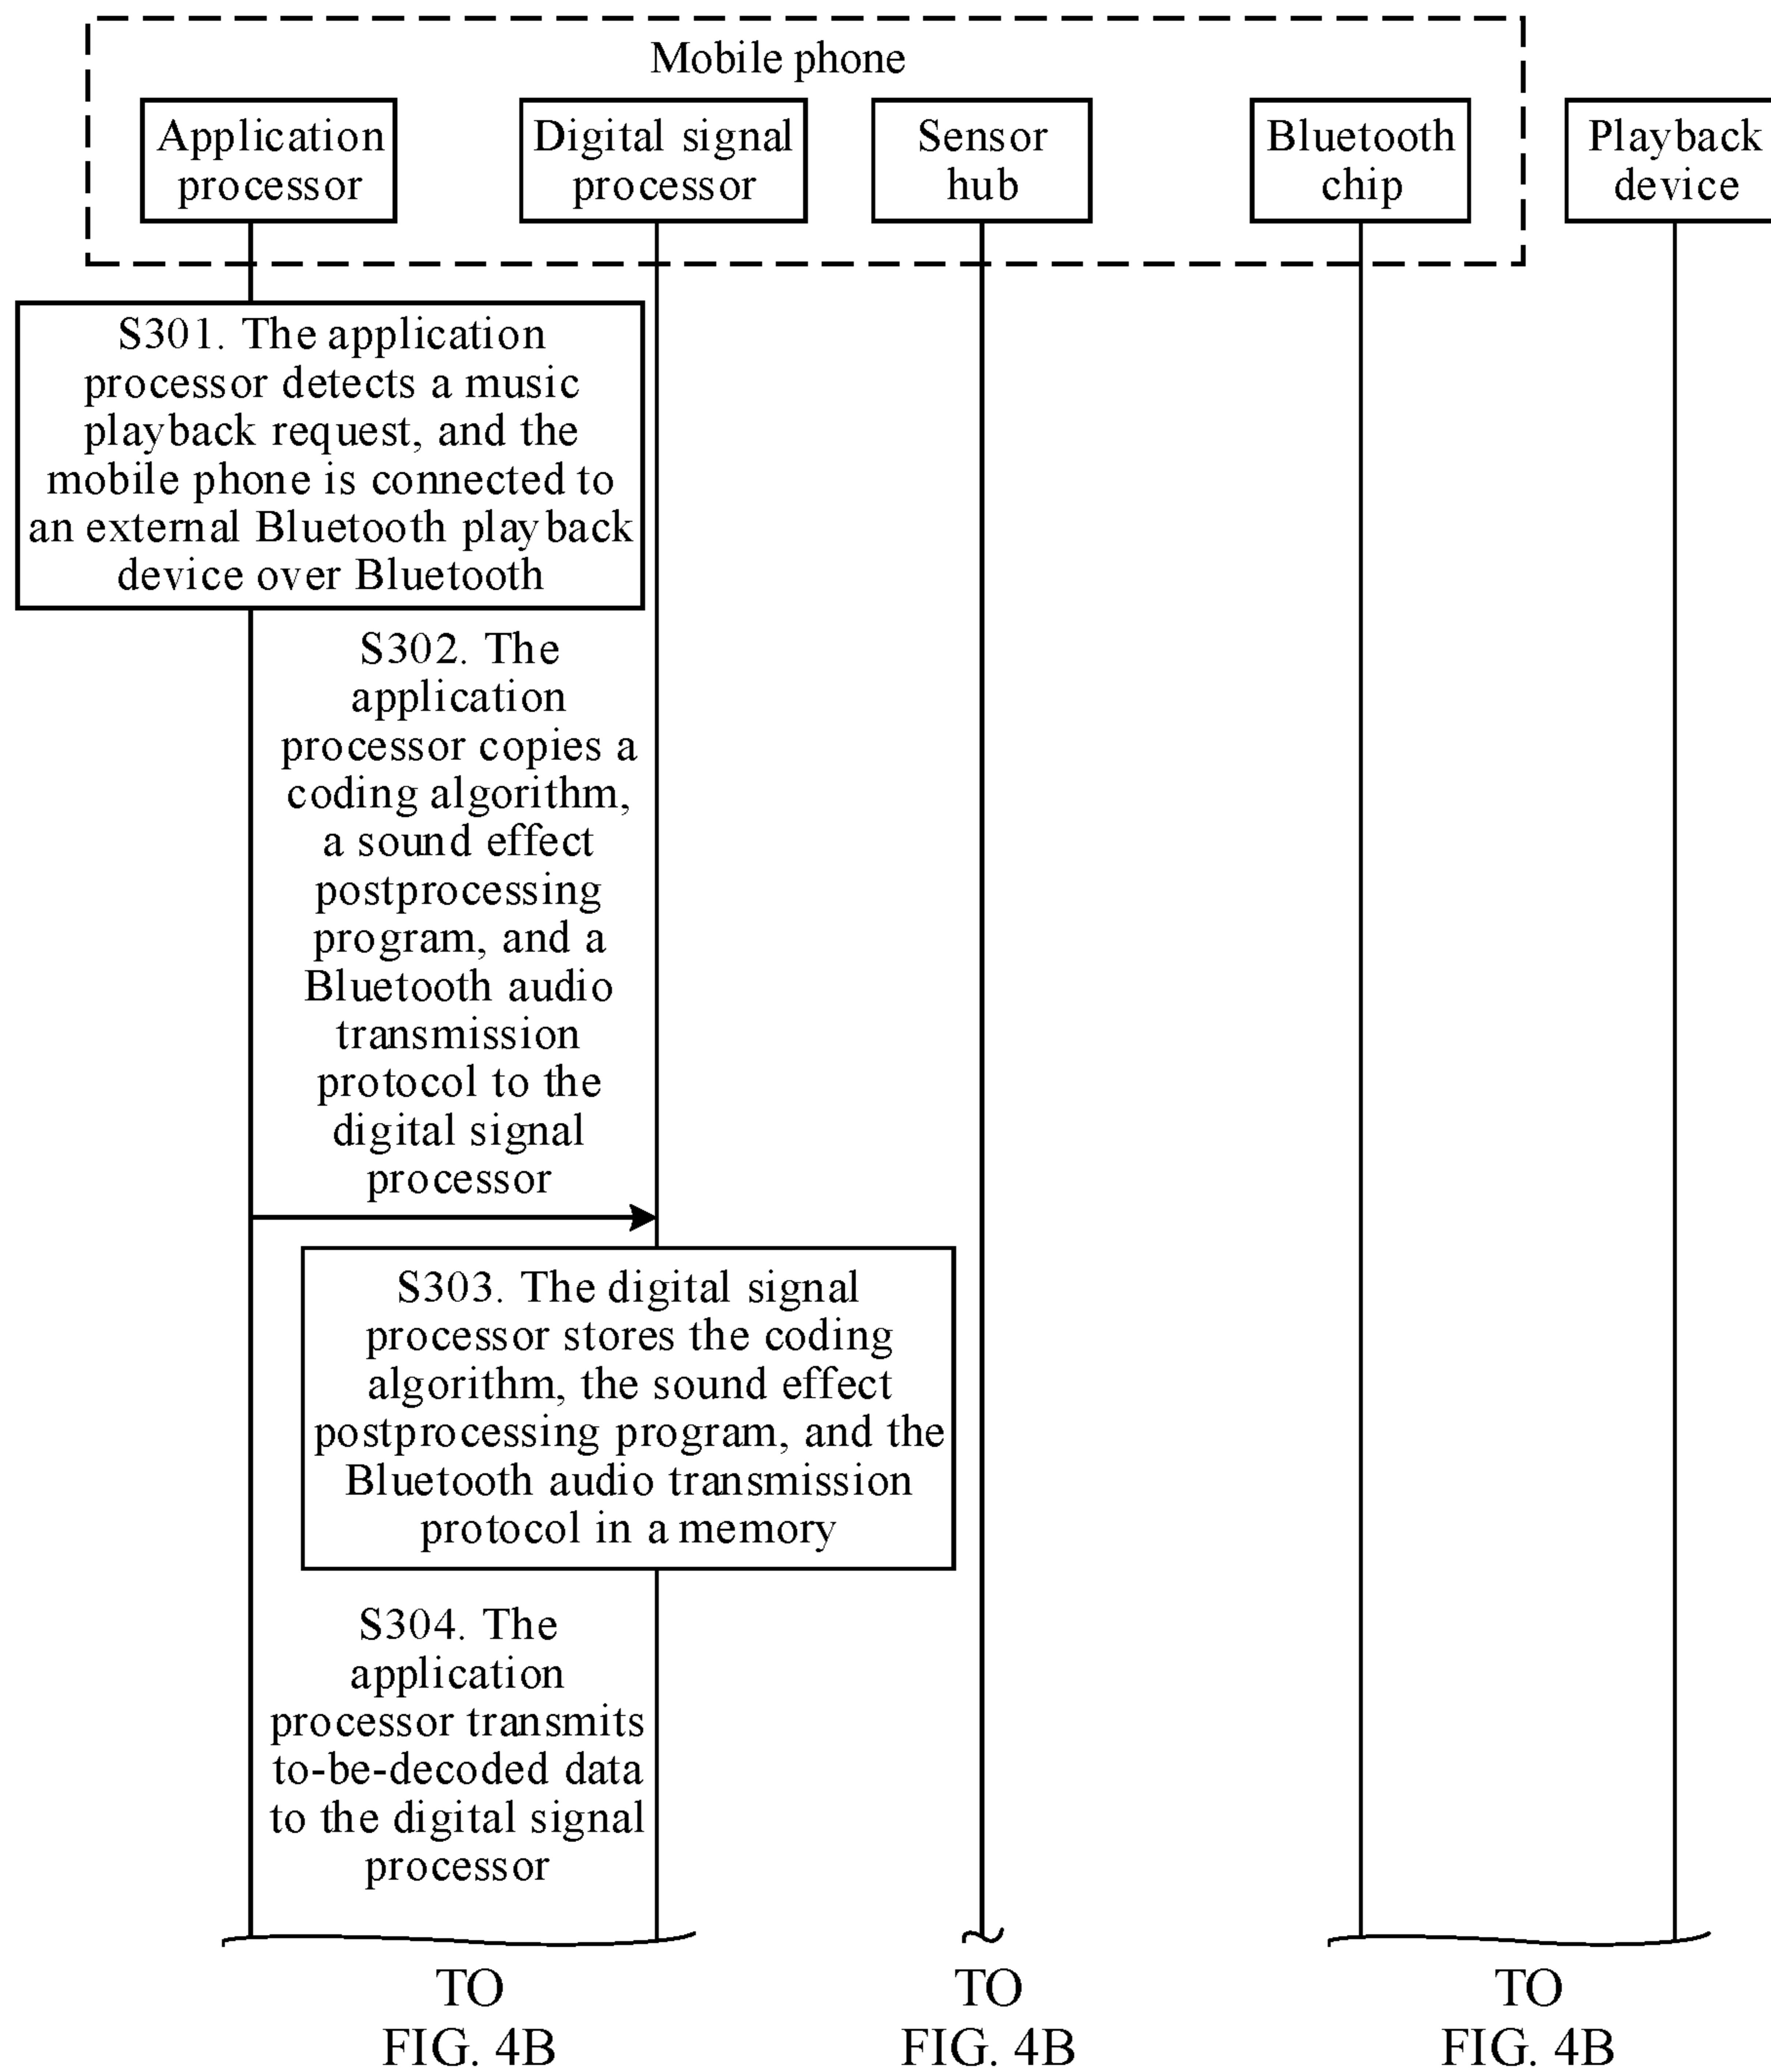 Mobile phone
Application
processor
Digital signal
processor
Sensor
hub
Bluetooth
chip
Playback
device
S301. The application
processor detects a music
playback request, and the
mobile phone is connected to
an external Bluetooth playback
device over Bluetooth
S302. The
application
processor copies a
coding algorithm,
a sound effect
postprocessing
program, and a
Bluetooth audio
transmission
protocol to the
digital signal
processor
S303. The digital signal
processor stores the coding
algorithm, the sound effect
postprocessing program, and the
Bluetooth audio transmission
protocol in a memory
S304. The
application
processor transmits
to-be-decoded data
to the digital signal
processor
TO
FIG. 4B
TO
FIG. 4B
TO
FIG. 4B